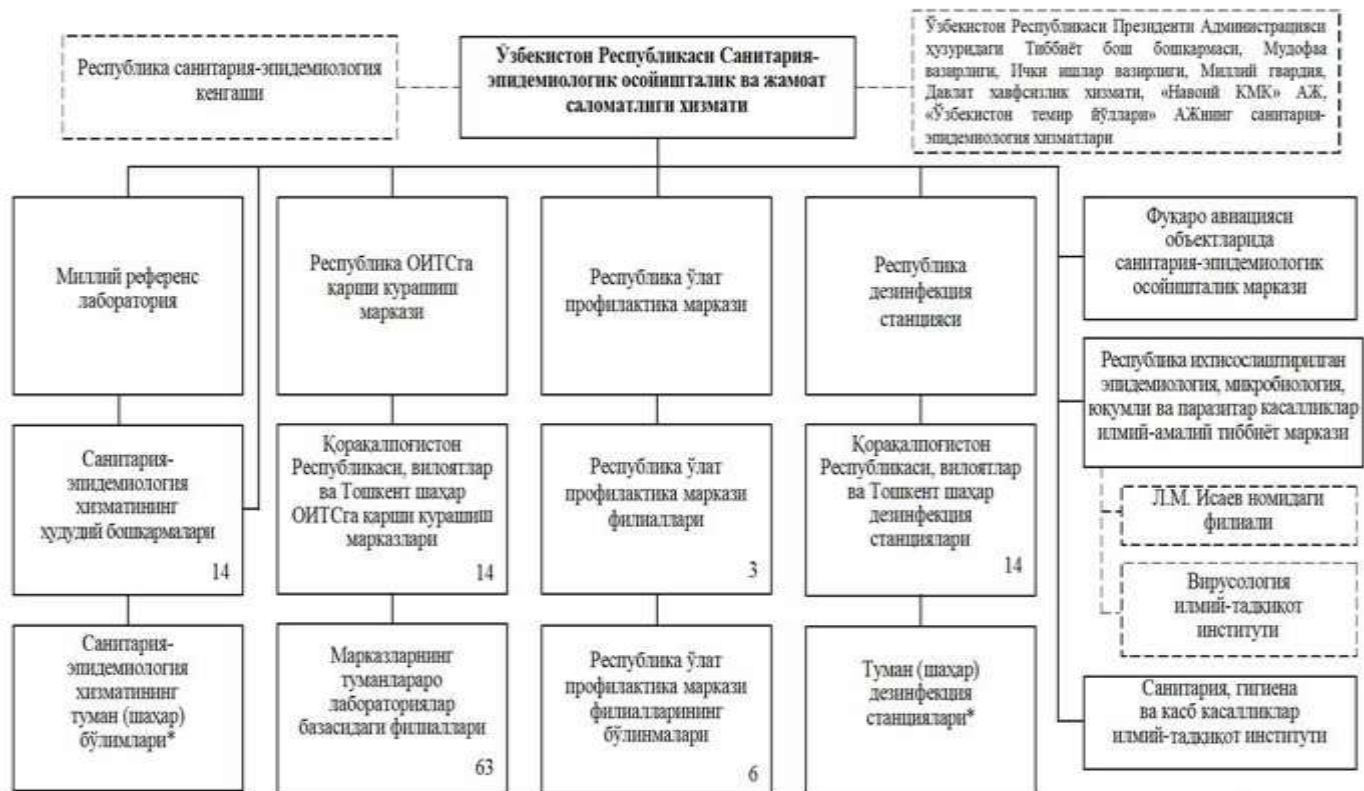 Республика санитария-эпидемиология
кенгаши
Ўзбекистон Республикаси Санитария-
эпидемиологик осойишталик ва жамоат
саломатлиги хизмати
Ўзбекистон Республикаси Президенти Администрацияси
ҳузуридаги Тиббиёт бош бошкармаси, Мудофаа
вазирлиги, Ички ишлар вазирлиги, Миллий гвардия,
Давлат хавфсизлик хизмати, «Навоий КМК» АЖ,
«Ўзбекистон темир йўллари» АЖнинг санитария-
эпидемиология хизматлари
Миллий референс
лаборатория
Республика ОИТСга
қарши курашиш
маркази
Республика ўлат
профилактика маркази
Республика
дезинфекция
станцияси
Фуқаро авиацияси
объектларида
санитария-эпидемиологик
осойишталик маркази
Республика ихтисослаштирилган
эпидемиология, микробиология,
юқумли ва паразитар касалликлар
илмий-амалий тиббиёт маркази
Л.М. Исаев номидаги
филиали
Вирусология
илмий-тадқиқот
институти
Санитария, гигиена
ва касб касалликлар
илмий-тадқиқот институти
Санитария-
эпидемиология
хизматининг
ҳудудий бошкармалари
14
Қорақалпоғистон
Республикаси, вилоятлар
ва Тошкент шаҳар
ОИТСга қарши курашиш
марказлари
14
Республика ўлат
профилактика маркази
филиаллари
3
Қорақалпоғистон
Республикаси, вилоятлар
ва Тошкент шаҳар
дезинфекция
станциялари
14
Санитария-
эпидемиология
хизматининг
туман (шаҳар)
бўлимлари*
Марказларнинг
туманлараро
лабораториялар
базасидаги филиаллари
63
Республика ўлат
профилактика маркази
филиалларининг
бўлинмалари
6
Туман (шаҳар)
дезинфекция
станциялари*